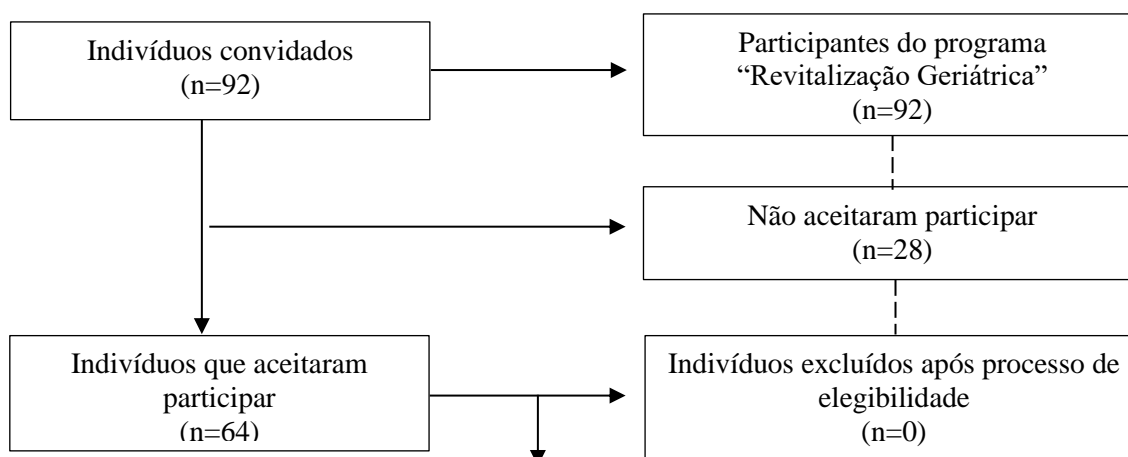 Indivíduos convidados
(n=92)
Participantes do programa
“Revitalização Geriátrica”
(n=92)
Não aceitaram participar
(n=28)
Indivíduos que aceitaram
participar
(n=64)
Indivíduos excluídos após processo de
elegibilidade
(n=0)